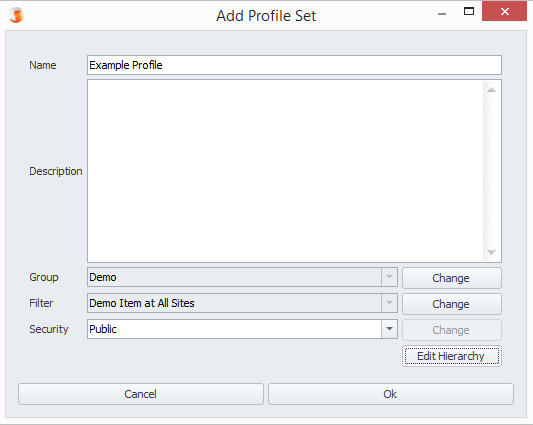 Add Profile Set
Name Example Profile
Description
Group Demo Change
Filter Demo Item at All Sites Change
Security Public Change
Edit Hierarchy
Cancel Ok